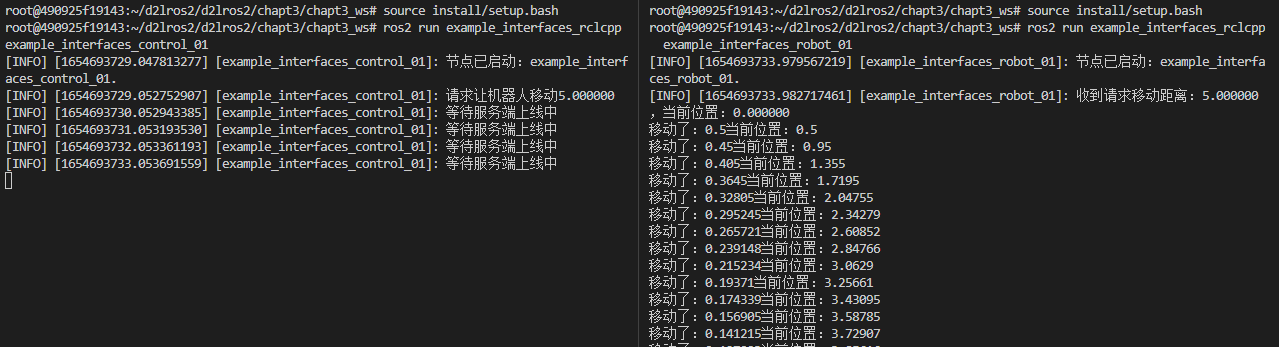 root@490925f19143:~/d2lros2/d2lros2/chapt3/chapt3_ws# source install/setup.bash
root@490925f19143:~/d2lros2/d2lros2/chapt3/chapt3_ws# ros2 run example_interfaces_rclcpp
example_interfaces_control_01
[INFO] [1654693729.047813277] [example_interfaces_control_01]: 节点已启动：example_interf
aces_control_01.
[INFO] [1654693729.052752907] [example_interfaces_control_01]: 请求让机器人移动5.000000
[INFO] [1654693730.052943385] [example_interfaces_control_01]: 等待服务端上线中
[INFO] [1654693731.053193530] [example_interfaces_control_01]: 等待服务端上线中
[INFO] [1654693732.053361193] [example_interfaces_control_01]: 等待服务端上线中
[INFO] [1654693733.053691559] [example_interfaces_control_01]: 等待服务端上线中
root@490925f19143:~/d2lros2/d2lros2/chapt3/chapt3_ws# source install/setup.bash
root@490925f19143:~/d2lros2/d2lros2/chapt3/chapt3_ws# ros2 run example_interfaces_rclcpp
example_interfaces_robot_01
[INFO] [1654693733.979567219] [example_interfaces_robot_01]: 节点已启动：example_interfa
ces_robot_01.
[INFO] [1654693733.982717461] [example_interfaces_robot_01]: 收到请求移动距离：5.000000
，当前位置：0.000000
移动了：0.5当前位置：0.5
移动了：0.45当前位置：0.95
移动了：0.405当前位置：1.355
移动了：0.3645当前位置：1.7195
移动了：0.32805当前位置：2.04755
移动了：0.295245当前位置：2.34279
移动了：0.265721当前位置：2.60852
移动了：0.239148当前位置：2.84766
移动了：0.215234当前位置：3.0629
移动了：0.19371当前位置：3.25661
移动了：0.174339当前位置：3.43095
移动了：0.156905当前位置：3.58785
移动了：0.141215当前位置：3.72907